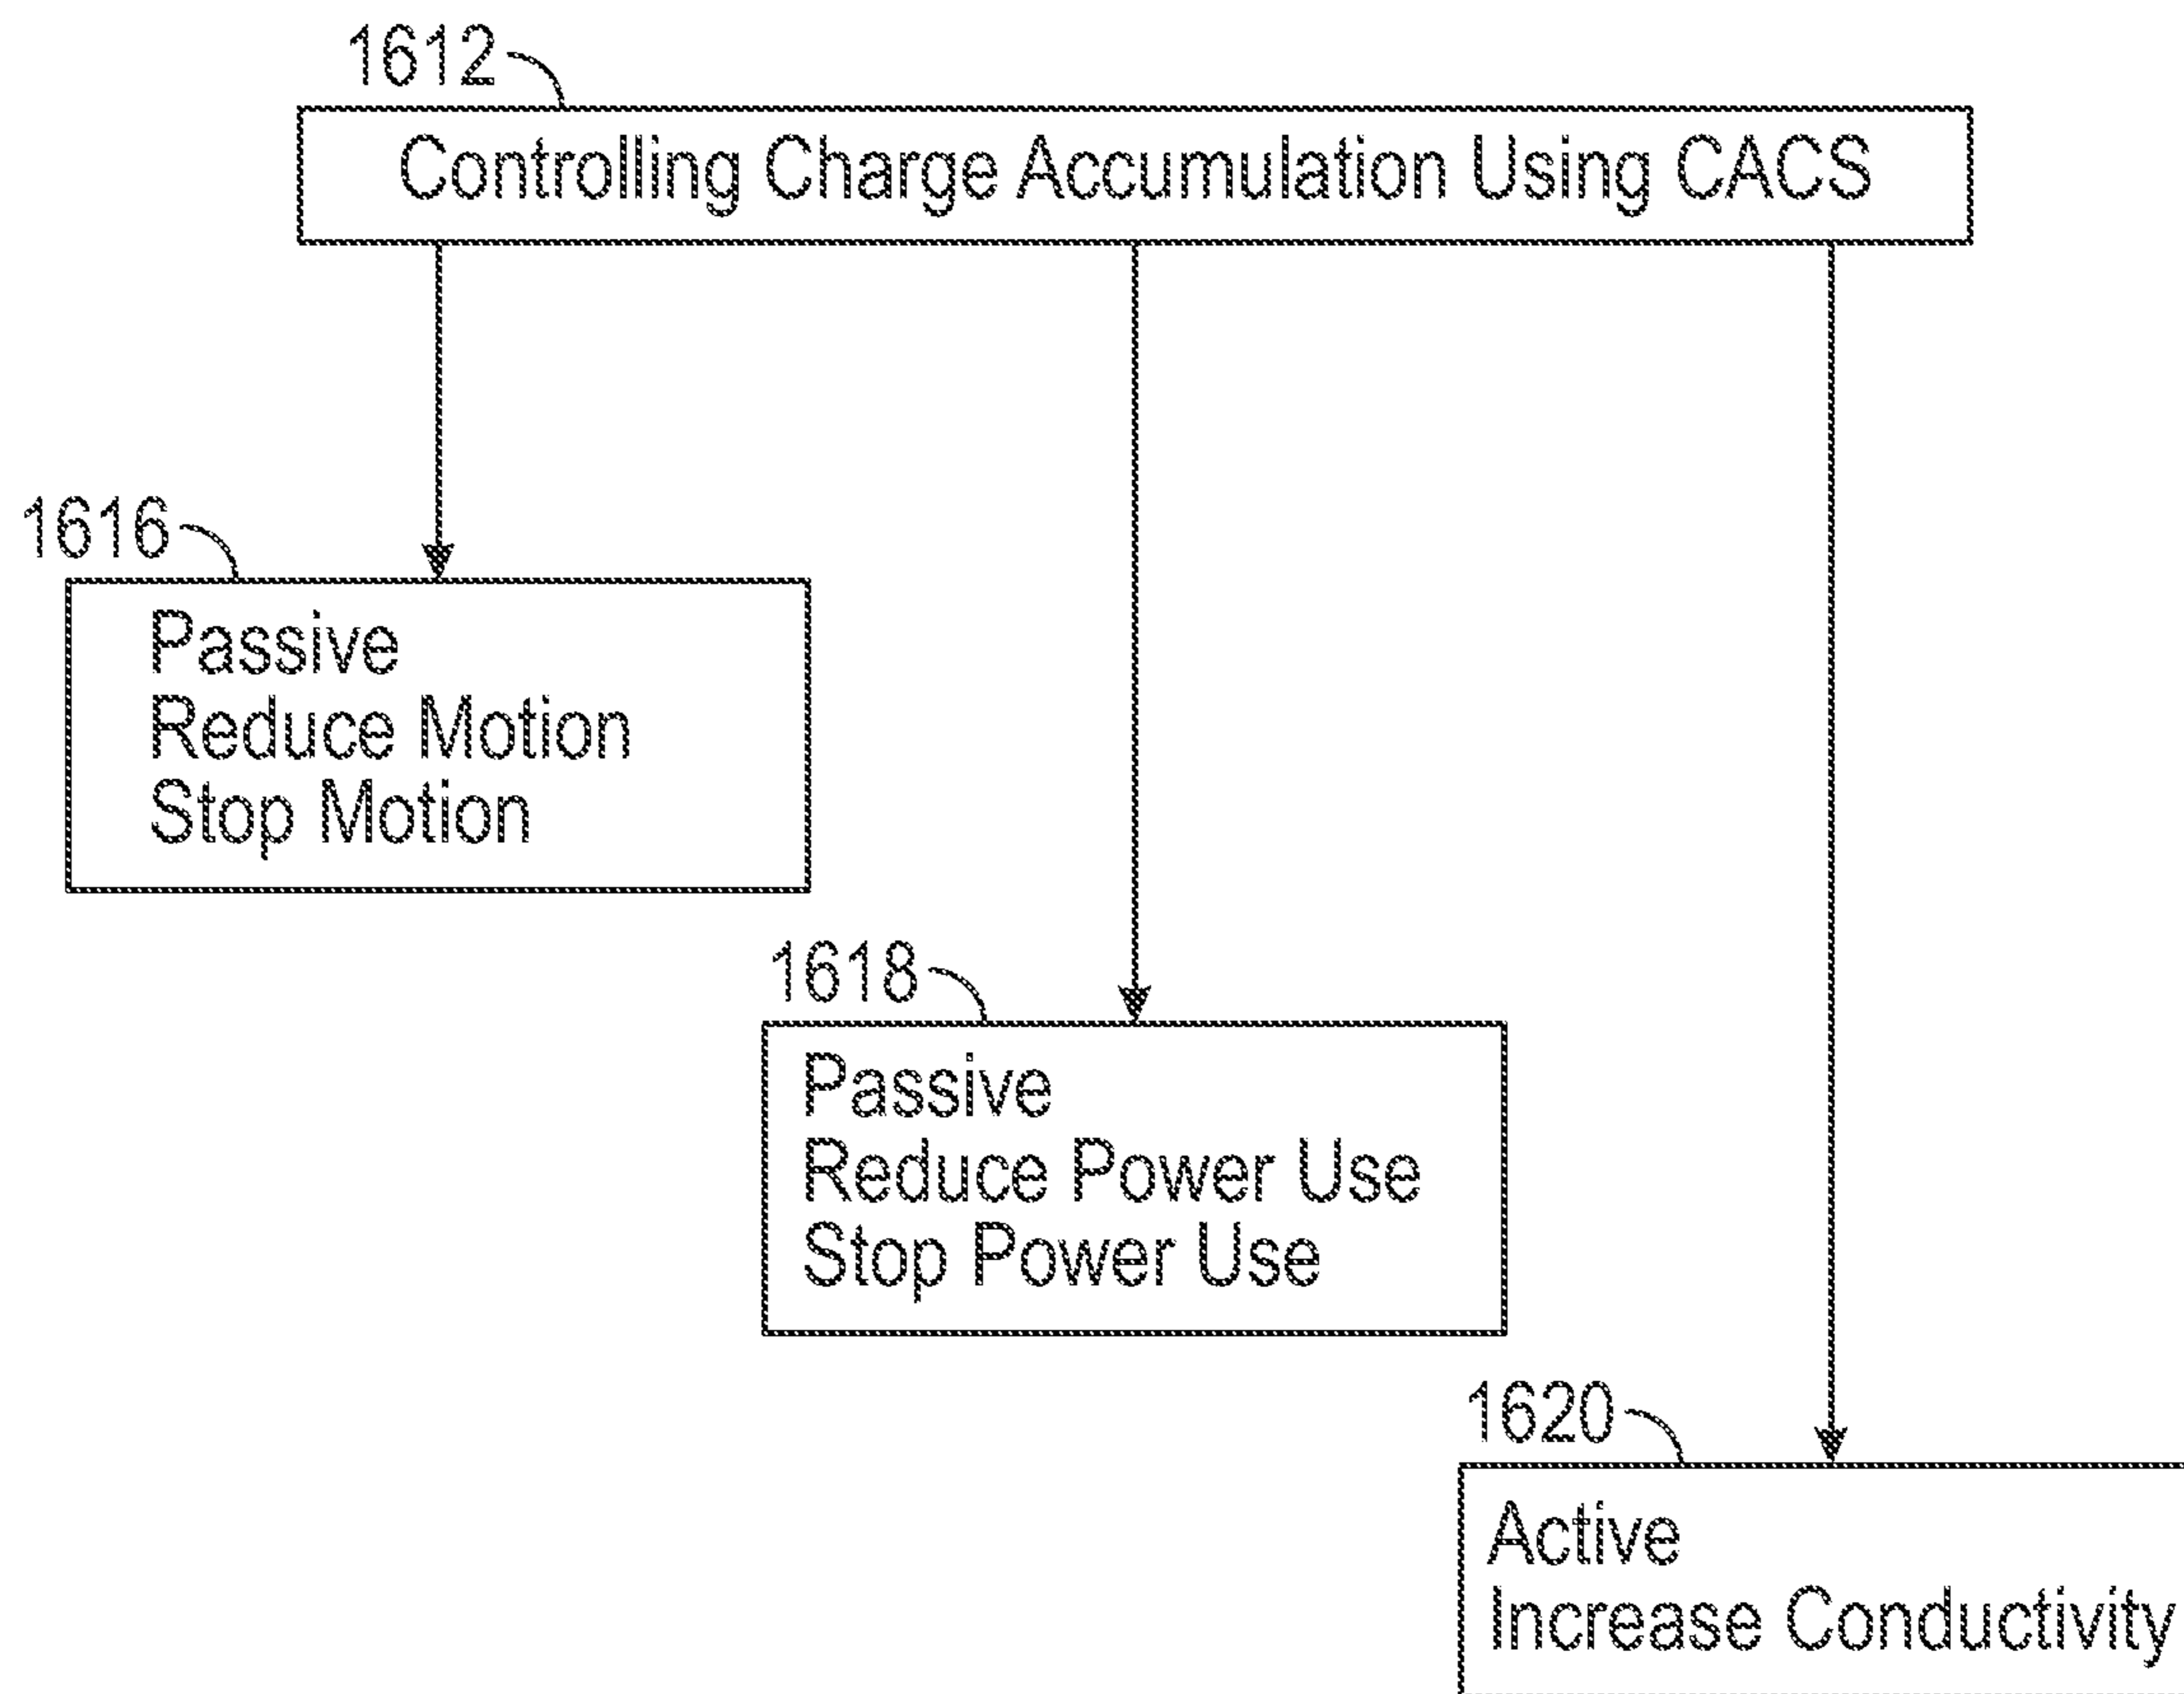 1612
Controlling Charge Accumulation Using CACS
1616
Passive
Reduce Motion
Stop Motion
1618
Passive
Reduce Power Use
Stop Power Use
1620
Active
Increase Conductivity